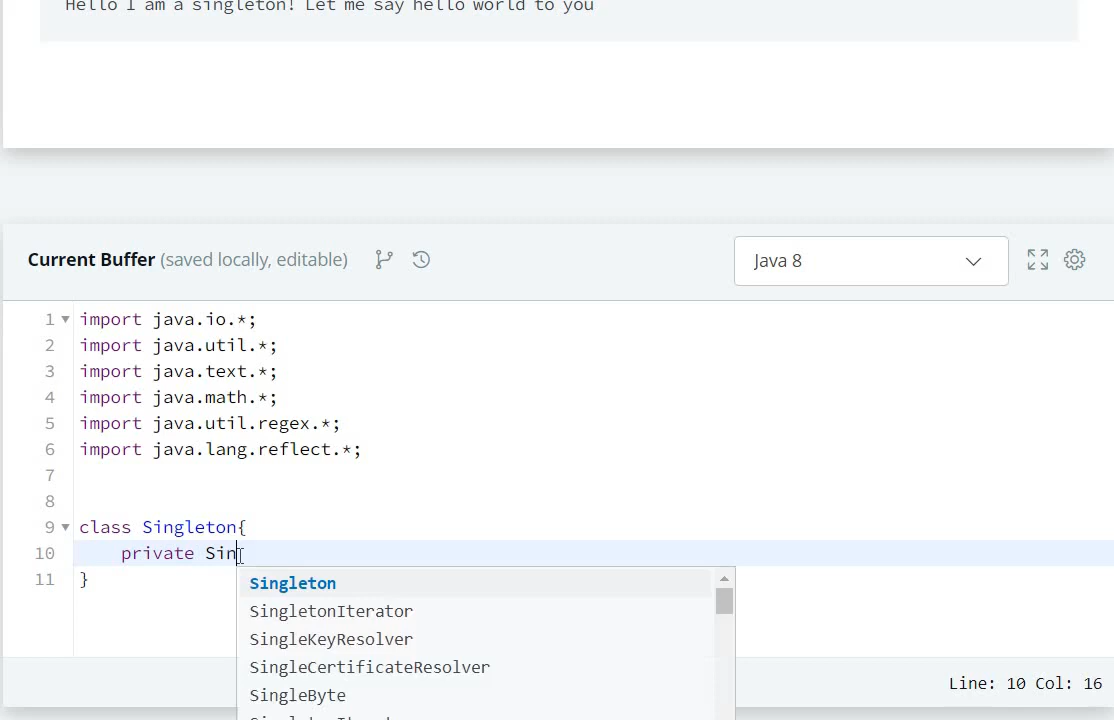 Hello I am a singleton! Let me say hello world to you
Current Buffer (saved locally, editable)
Java 8
1 import java.io.*;
2 import java.util.*;
3 import java.text.*;
4 import java.math.*;
5 import java.util.regex.*;
6 import java.lang.reflect.*;
7
8
9 class Singleton{
10 private Sin
11 }
Singleton
SingletonIterator
SingleKeyResolver
SingleCertificateResolver
SingleByte
Line: 10 Col: 16